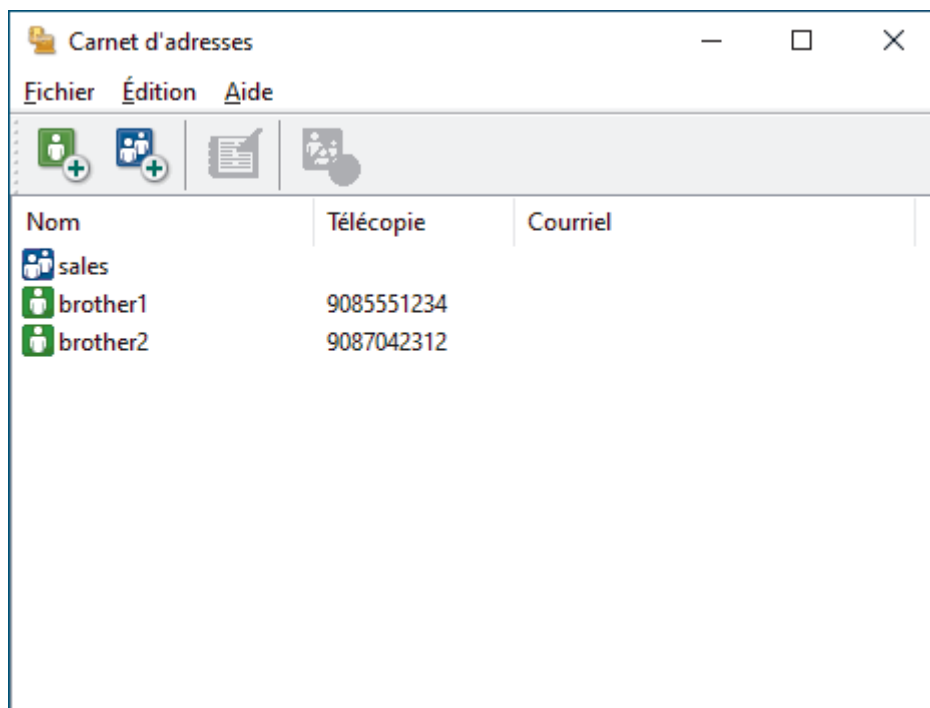 Carnet d'adresses
Fichier Édition Aide
Nom Télécopie Courriel
sales
brother1 9085551234
brother2 9087042312